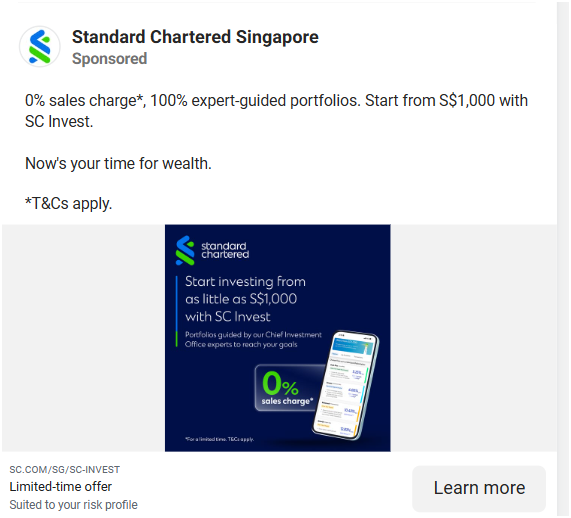 Standard Chartered Singapore
Sponsored
0% sales charge*, 100% expert-guided portfolios. Start from S$1,000 with
SC Invest.
Now's your time for wealth.
*T&Cs apply.
standard
chartered
Start investing from
as little as S$1,000
with SC Invest
Portfolios guided by our Chief Investment
Office experts to reach your goals
0%
sales charge*
*For a limited time. T&Cs apply.
SC.COM/SG/SC-INVEST
Limited-time offer
Suited to your risk profile
Learn more